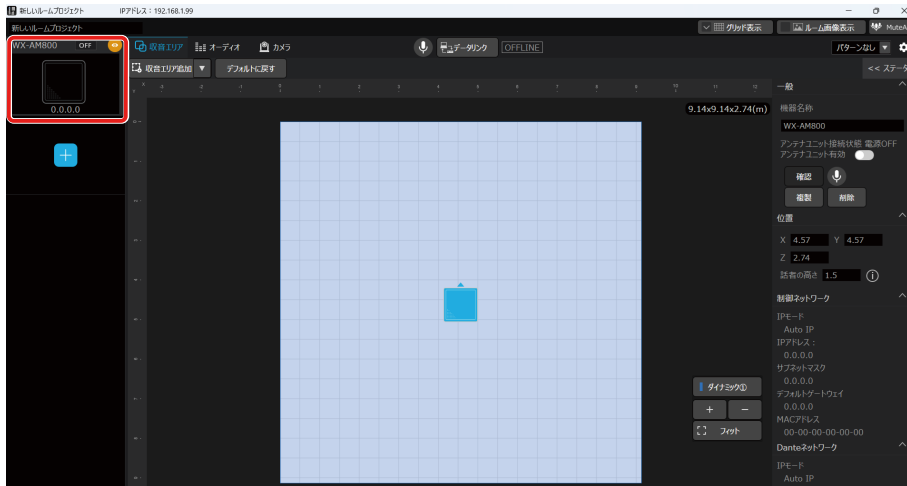 新しいルームプロジェクト IPアドレス：192.168.1.99
新しいルームプロジェクト グリッド表示 ルーム画像表示 MuteA
WX-AM800 OFF 収音エリア オーディオ カメラ データリンク OFFLINE パターンなし
収音エリア追加 デフォルトに戻す << ステータ
0.0.0.0
9.14x9.14x2.74(m)
一般
機器名称
WX-AM800
アンテナユニット接続状態 電源OFF
アンテナユニット有効
確認
複製 削除
位置
X 4.57 Y 4.57
Z 2.74
話者の高さ 1.5
制御ネットワーク
IPモード
Auto IP
IPアドレス：
0.0.0.0
サブネットマスク
0.0.0.0
デフォルトゲートウェイ
0.0.0.0
MACアドレス
00-00-00-00-00-00
Danteネットワーク
IPモード
Auto IP
ダイナミック①
+ −
フィット